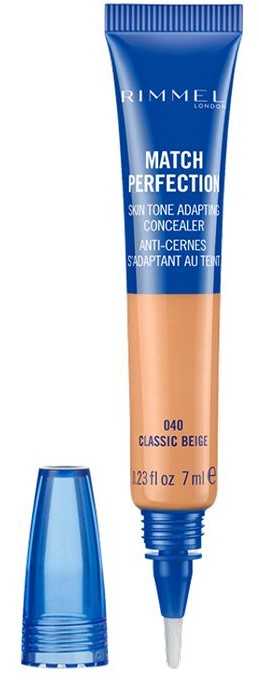 RIMMEL
LONDON
MATCH
PERFECTION
SKIN TONE ADAPTING
CONCEALER
ANTI-CERNES
S'ADAPTANT AU TEINT
040
CLASSIC BEIGE
0.23 fl oz 7 ml ℮